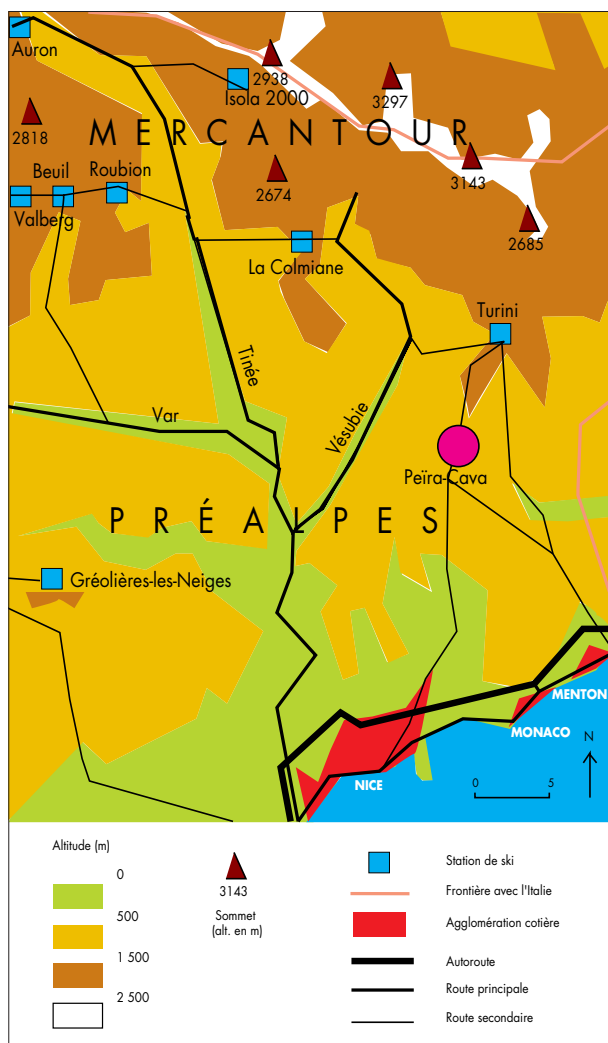 Auron
2938
Isola 2000
3297
2818
MERCANTOUR
3143
Beuil
Roubion
2674
Valberg
2685
La Colmiane
Turini
Tinée
Var
Vésubie
Peïra-Cava
PRÉALPES
Gréolières-les-Neiges
MENTON
MONACO
N
NICE
0 5
Altitude (m)
0
500
1 500
2 500
3143
Sommet
(alt. en m)
Station de ski
Frontière avec l'Italie
Agglomération cotière
Autoroute
Route principale
Route secondaire